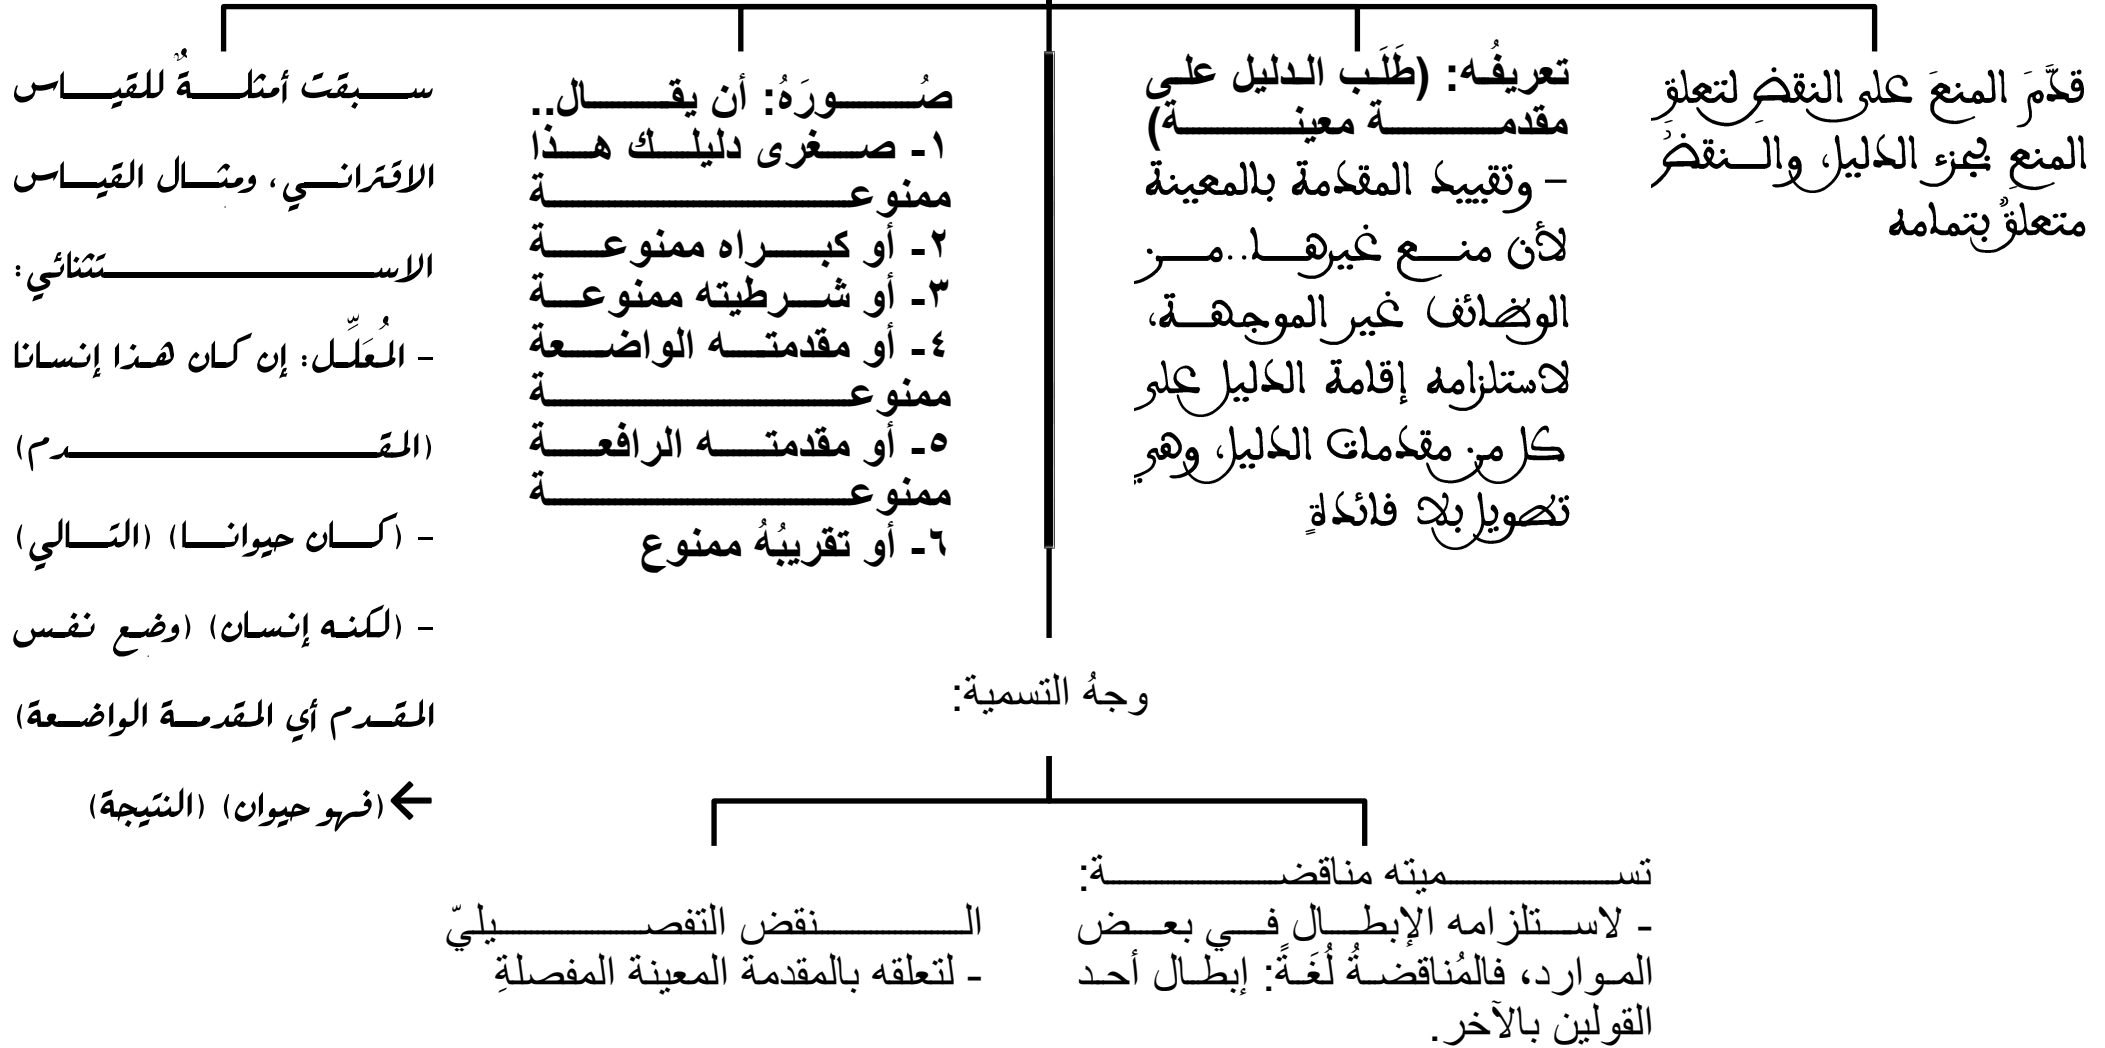 قدَّمَ المنعَ على النقضِ لتعلقِ
المنعِ بجزء الدليل، والنقضُ
متعلقٌ بتمامه
تعريفُه: (طَلَب الدليل على
مقدمة معينة)
– وتقييد المقدمة بالمعينة
لأن منع غيرها..من
الوظائف غير الموجهة،
لاستلزامه إقامة الدليل على
كل من مقدمات الدليل، وهي
تطويل بلا فائدةٍ
صُورَهُ: أن يقال..
١- صغرى دليلك هذا
ممنوعة
٢- أو كبراه ممنوعة
٣- أو شرطيته ممنوعة
٤- أو مقدمته الواضعة
ممنوعة
٥- أو مقدمته الرافعة
ممنوعة
٦- أو تقريبُهُ ممنوع
سبقت أمثلةٌ للقياس
الاقتراني، ومثال القياس
الاستثنائي:
– المُعَلِّل: إن كان هذا إنسانا
(المقدم)
– (كان حيوانا) (التالي)
– (لكنه إنسان) (وضع نفس
المقدم أي المقدمة الواضعة)
←(فهو حيوان) (النتيجة)
وجهُ التسمية:
تسميته مناقضة:
- لاستلزامه الإبطال في بعض
الموارد، فالمُناقضةُ لُغَةً: إبطال أحد
القولين بالآخر.
النقض التفصيليّ
- لتعلقه بالمقدمة المعينة المفصلةِ